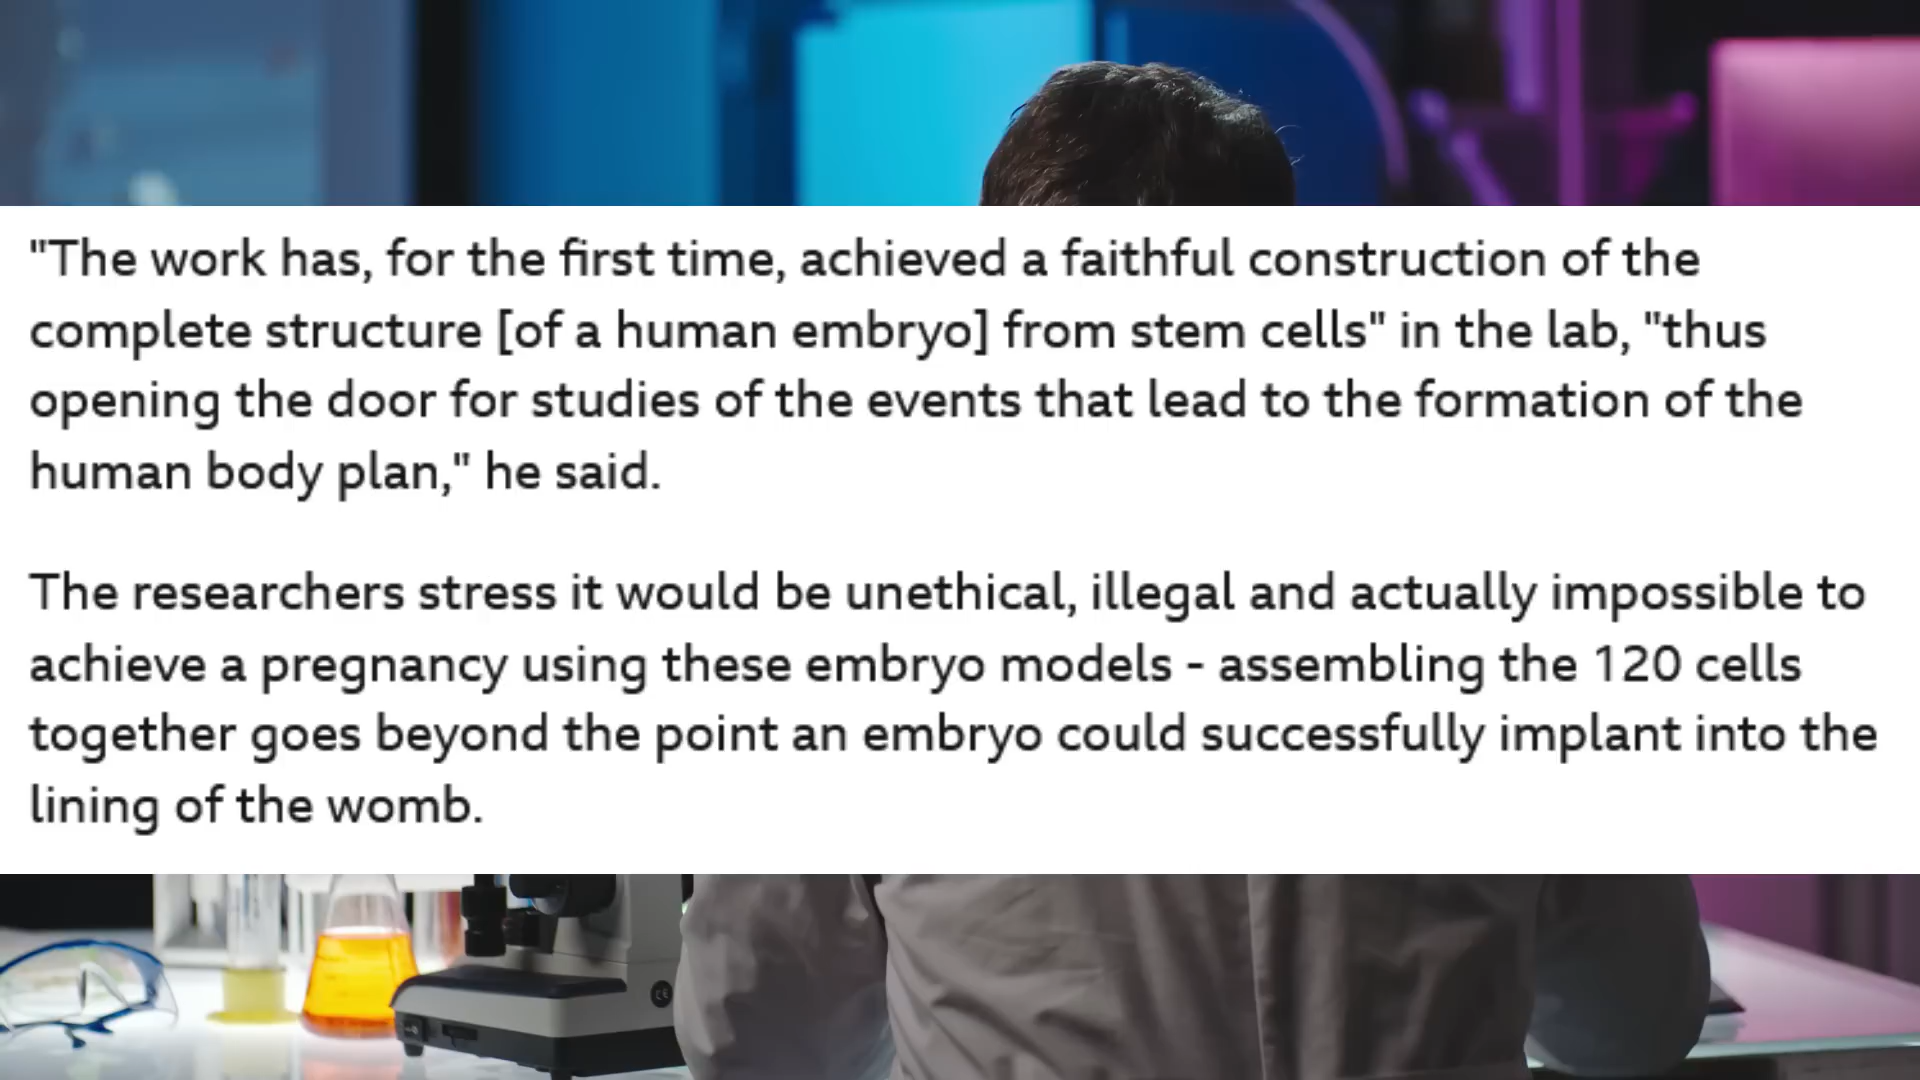 "The work has, for the first time, achieved a faithful construction of the
complete structure [of a human embryo] from stem cells" in the lab, "thus
opening the door for studies of the events that lead to the formation of the
human body plan," he said.
The researchers stress it would be unethical, illegal and actually impossible to
achieve a pregnancy using these embryo models - assembling the 120 cells
together goes beyond the point an embryo could successfully implant into the
lining of the womb.
CE